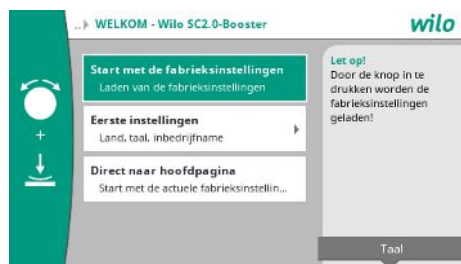 ..▶ WELKOM - Wilo SC2.0-Booster
wilo
Start met de fabrieksinstellingen
Laden van de fabrieksinstellingen
Eerste instellingen
Land, taal, inbedrijfname
Direct naar hoofdpagina
Start met de actuele fabrieksinstellin...
Let op!
Door de knop in te
drukken worden de
fabrieksinstellingen
geladen!
+
Taal